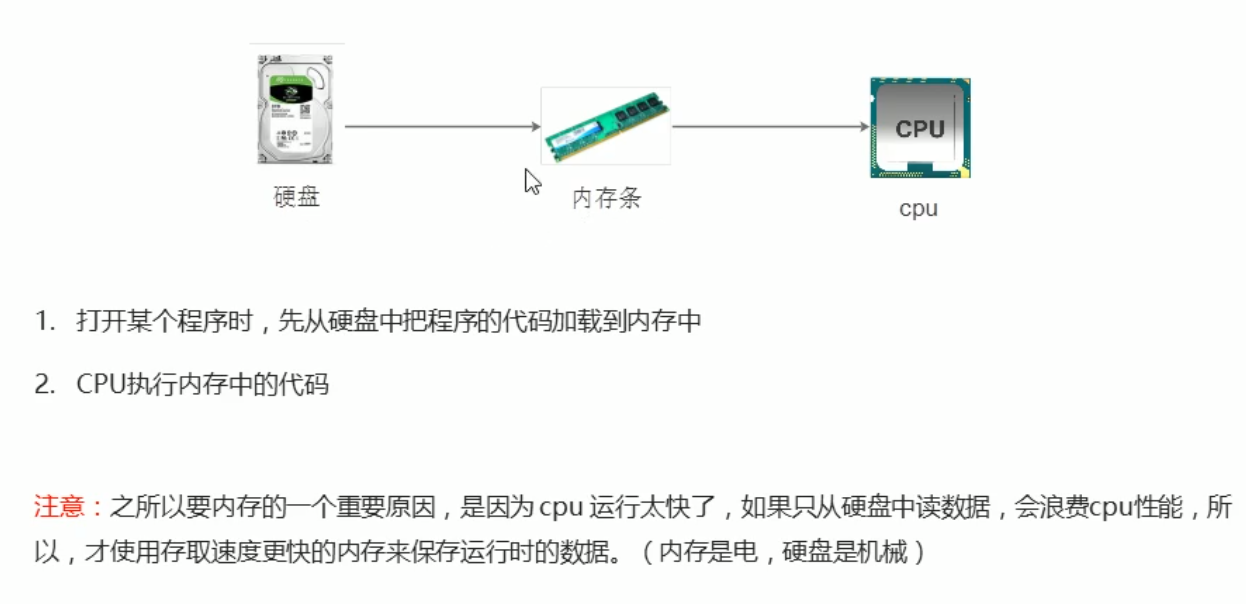 CPU
硬盘
内存条
cpu
1. 打开某个程序时，先从硬盘中把程序的代码加载到内存中
2. CPU执行内存中的代码
注意：之所以要内存的一个重要原因，是因为 cpu 运行太快了，如果只从硬盘中读数据，会浪费cpu性能，所
以，才使用存取速度更快的内存来保存运行时的数据。（内存是电，硬盘是机械）